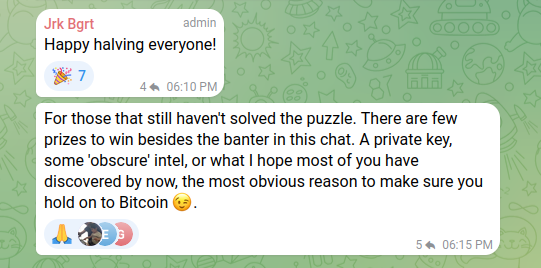 Jrk Bgrt admin
Happy halving everyone!
🎉 7
4 06:10 PM
For those that still haven't solved the puzzle. There are few
prizes to win besides the banter in this chat. A private key,
some 'obscure' intel, or what I hope most of you have
discovered by now, the most obvious reason to make sure you
hold on to Bitcoin 😉.
🙏 E G
5 06:15 PM